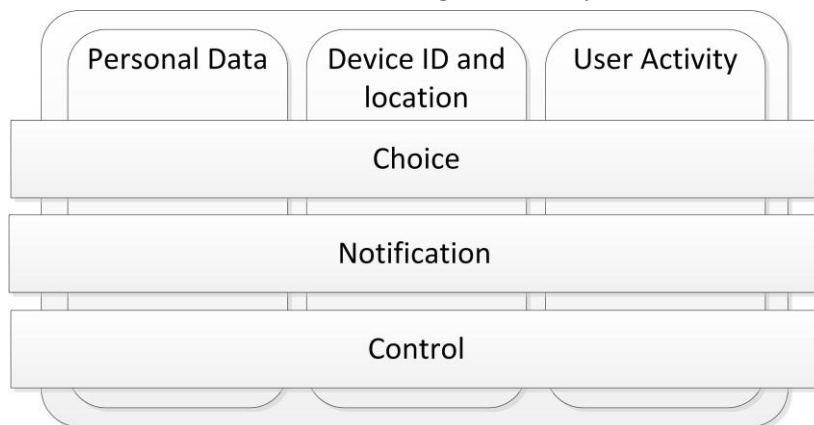 Personal Data
Device ID and
location
User Activity
Choice
Notification
Control